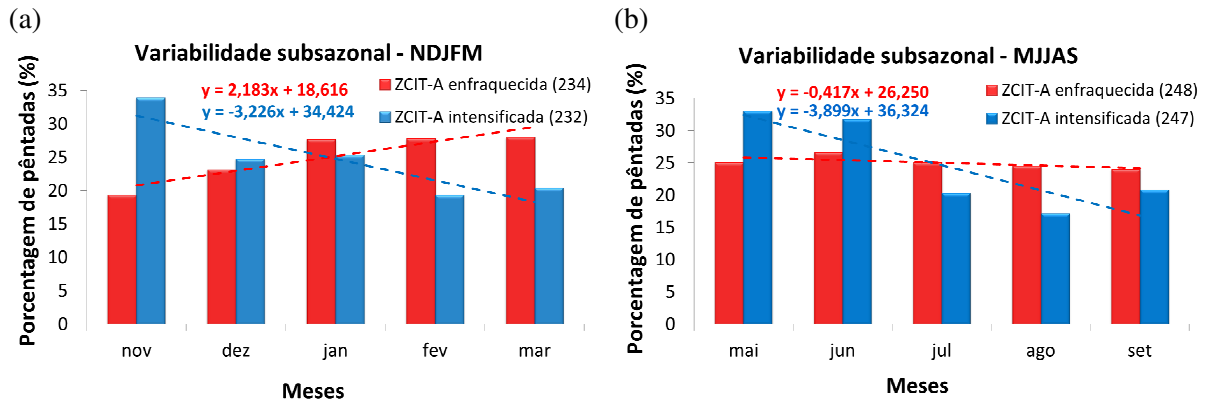 (a)
Variabilidade subsazonal - NDJFM
y = 2,183x + 18,616
y = -3,226x + 34,424
ZCIT-A enfraquecida (234)
ZCIT-A intensificada (232)
Porcentagem de pêntadas (%)
35
30
25
20
15
10
5
0
nov dez jan fev mar
Meses
(b)
Variabilidade subsazonal - MJJAS
y = -0,417x + 26,250
y = -3,899x + 36,324
ZCIT-A enfraquecida (248)
ZCIT-A intensificada (247)
Porcentagem de pêntadas (%)
35
30
25
20
15
10
5
0
mai jun jul ago set
Meses